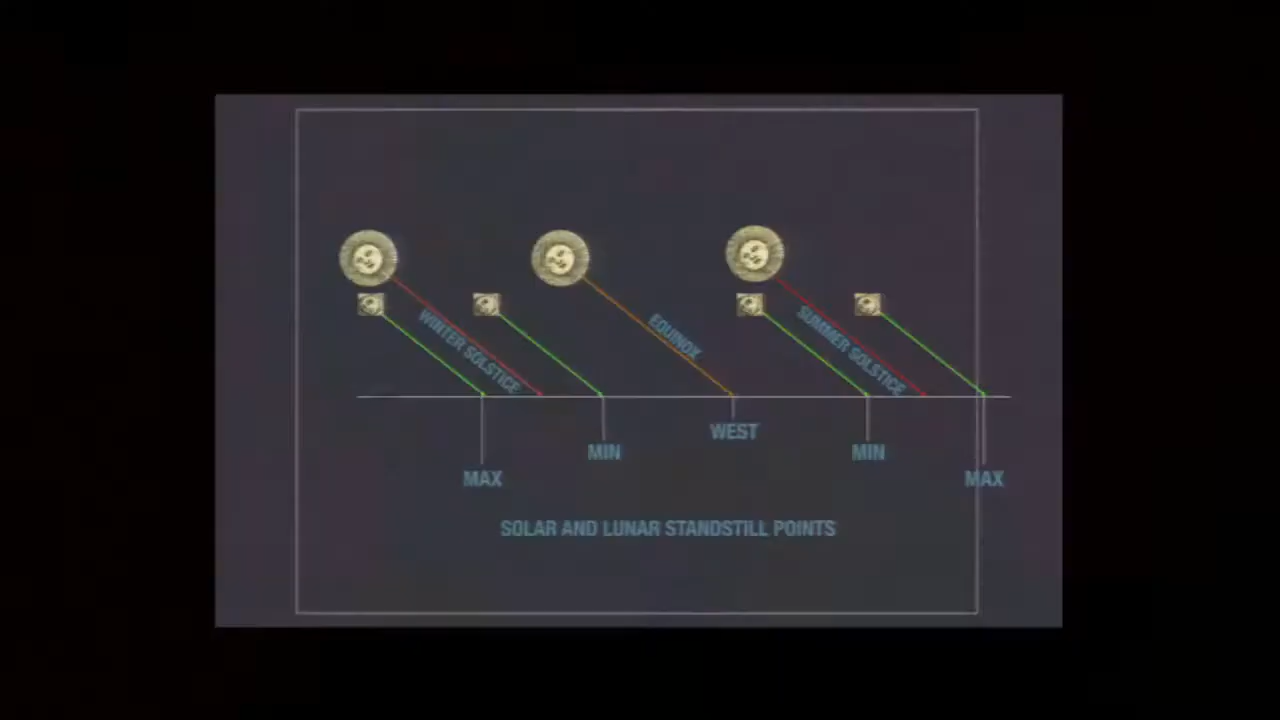 WINTER SOLSTICE
EQUINOX
SUMMER SOLSTICE
WEST
MIN
MIN
MAX
MAX
SOLAR AND LUNAR STANDSTILL POINTS